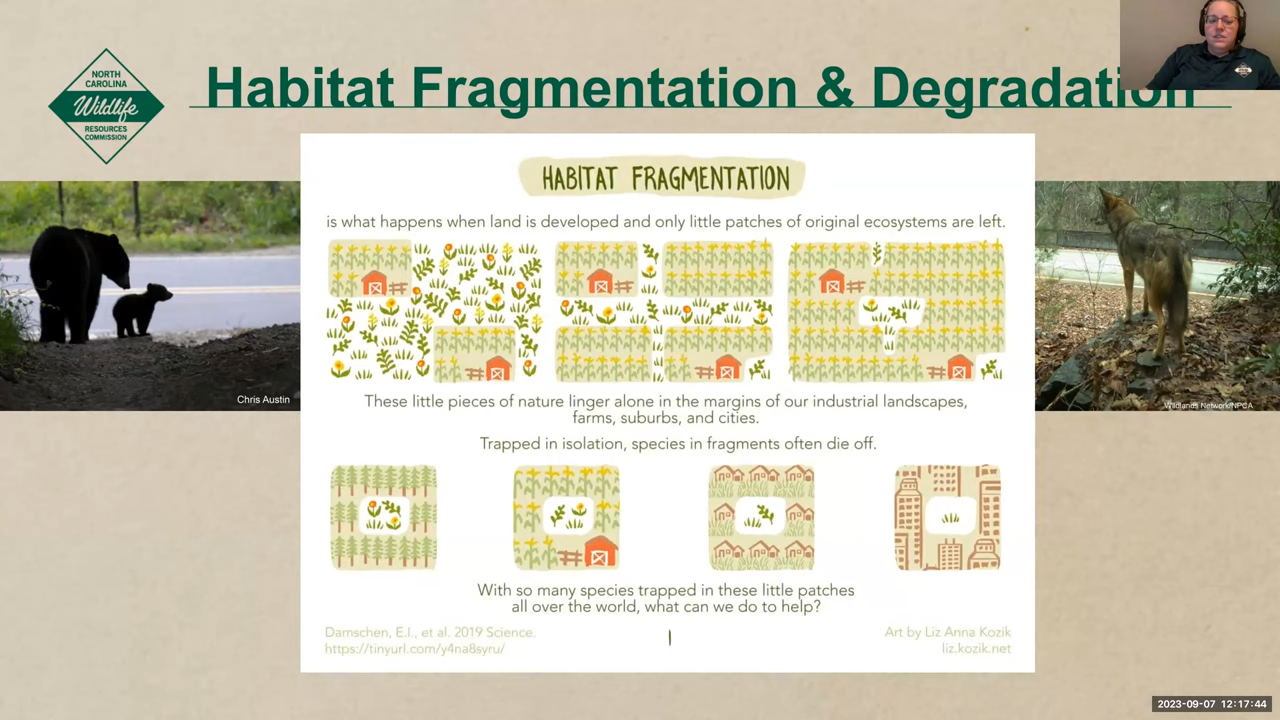 NORTH
CAROLINA
Wildlife
RESOURCES
COMMISSION
Habitat Fragmentation & Degradation
HABITAT FRAGMENTATION
is what happens when land is developed and only little patches of original ecosystems are left.
These little pieces of nature linger alone in the margins of our industrial landscapes,
farms, suburbs, and cities.
Trapped in isolation, species in fragments often die off.
With so many species trapped in these little patches
all over the world, what can we do to help?
Damschen, E.I., et al. 2019 Science.
https://tinyurl.com/y4na8syru/
Art by Liz Anna Kozik
liz.kozik.net
Chris Austin
Wildlands Network/NPCA
2023-09-07 12:17:44